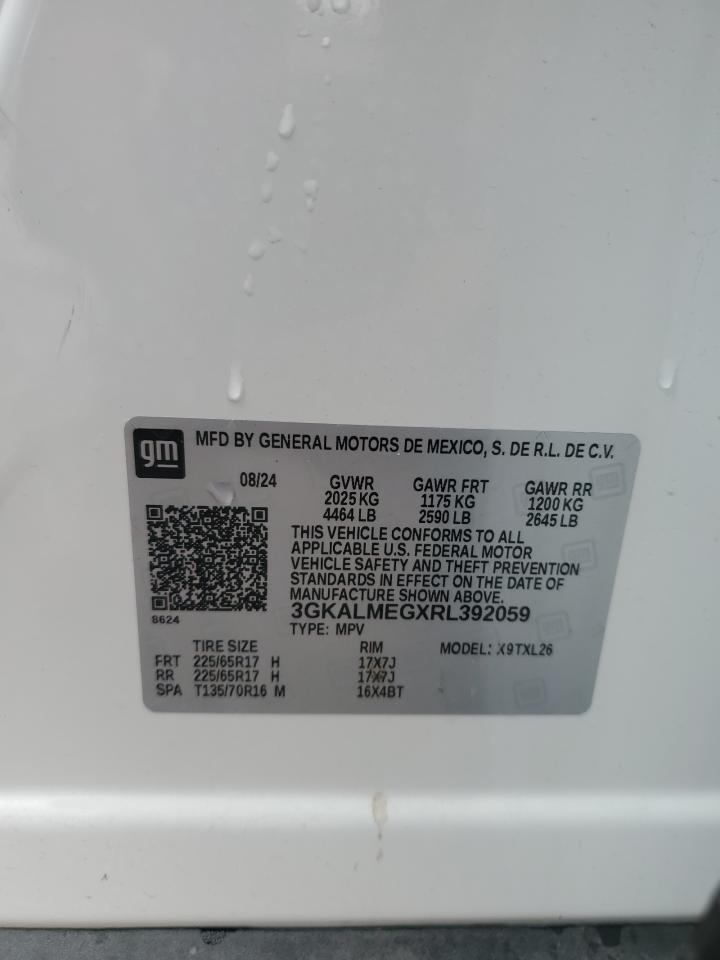 gm MFD BY GENERAL MOTORS DE MEXICO, S. DE R.L. DE C.V.
08/24 GVWR GAWR FRT GAWR RR
2025 KG 1175 KG 1200 KG
4464 LB 2590 LB 2645 LB
THIS VEHICLE CONFORMS TO ALL
APPLICABLE U.S. FEDERAL MOTOR
VEHICLE SAFETY AND THEFT PREVENTION
STANDARDS IN EFFECT ON THE DATE OF
MANUFACTURE SHOWN ABOVE.
3GKALMEGXRL392059
8624 TYPE: MPV
TIRE SIZE RIM MODEL: X9TXL26
FRT 225/65R17 H 17X7J
RR 225/65R17 H 17X7J
SPA T135/70R16 M 16X4BT